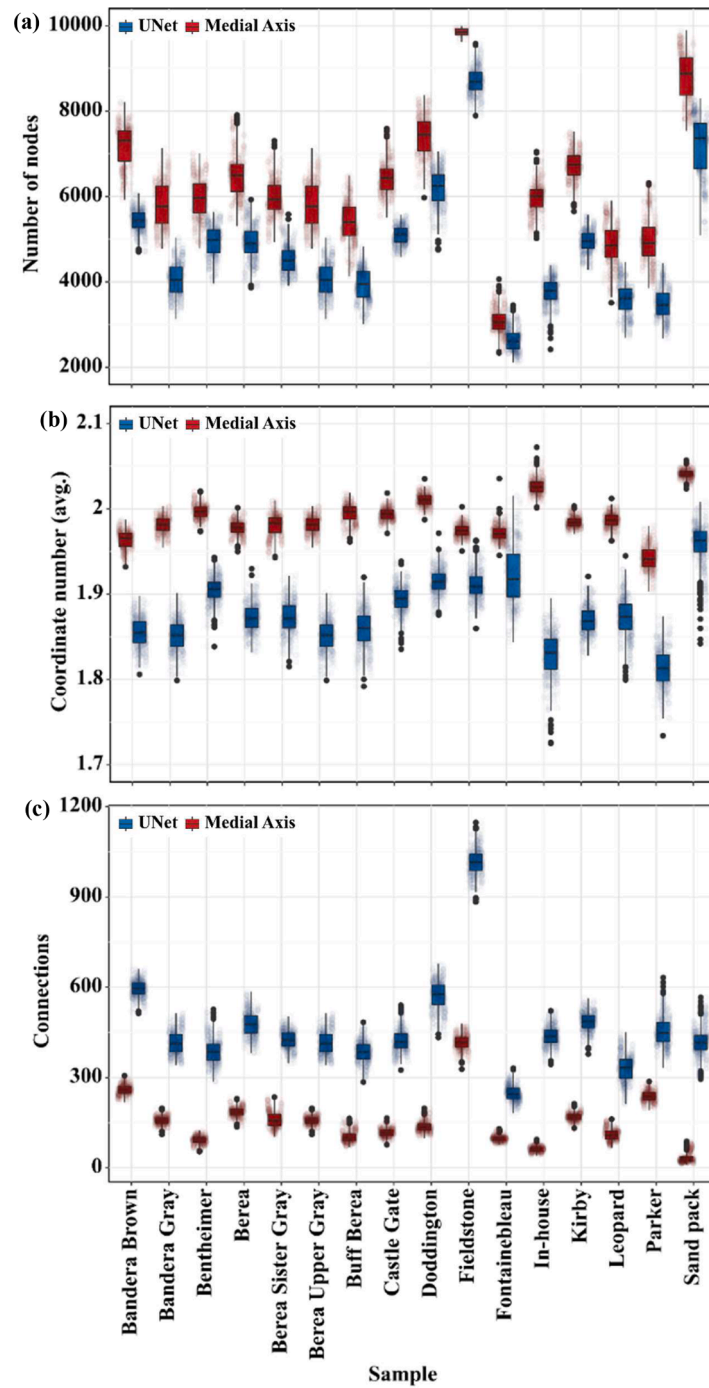 (a)
UNet Medial Axis
Number of nodes
10000
8000
6000
4000
2000
(b)
UNet Medial Axis
Coordinate number (avg.)
2.1
2
1.9
1.8
1.7
(c)
UNet Medial Axis
Connections
1200
900
600
300
0
Bandera Brown
Bandera Gray
Bentheimer
Berea
Berea Sister Gray
Berea Upper Gray
Buff Berea
Castle Gate
Doddington
Fieldstone
Fontainebleau
In-house
Kirby
Leopard
Parker
Sand pack
Sample